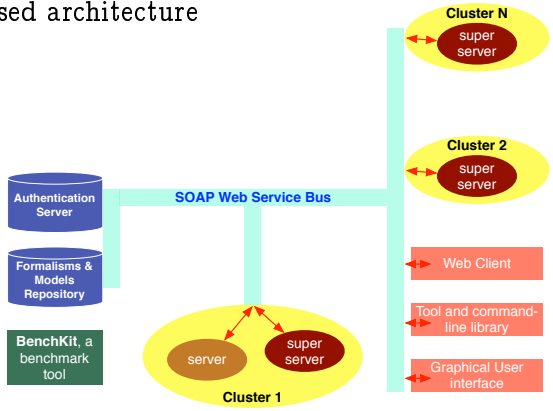 sed architecture
Cluster N
super
server
Cluster 2
super
server
Authentication
Server
SOAP Web Service Bus
Formalisms &
Models
Repository
Web Client
Tool and command-
line library
BenchKit, a
benchmark
tool
server
super
server
Graphical User
interface
Cluster 1